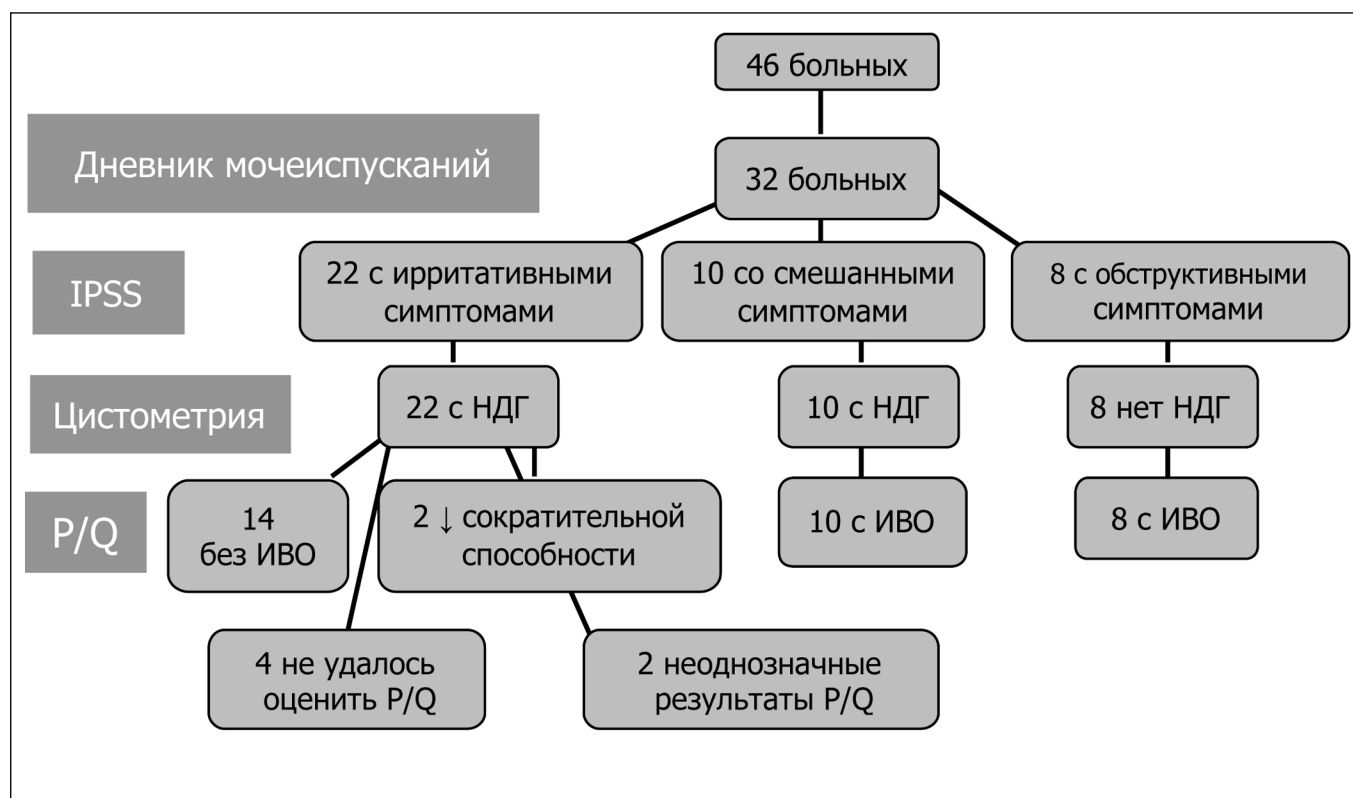 46 больных
Дневник мочеиспусканий
32 больных
IPSS
22 с ирритативными
симптомами
10 со смешанными
симптомами
8 с обструктивными
симптомами
Цистометрия
22 с НДГ
10 с НДГ
8 нет НДГ
P/Q
14
без ИВО
2 ↓ сократительной
способности
10 с ИВО
8 с ИВО
4 не удалось
оценить P/Q
2 неоднозначные
результаты P/Q